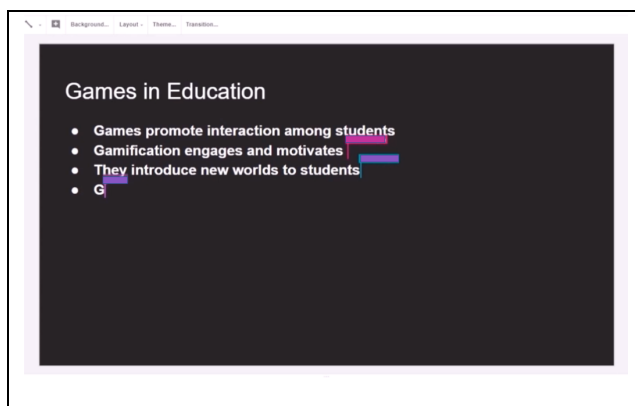 Background... Layout Theme... Transition...
Games in Education
● Games promote interaction among students
● Gamification engages and motivates
● They introduce new worlds to students
● G